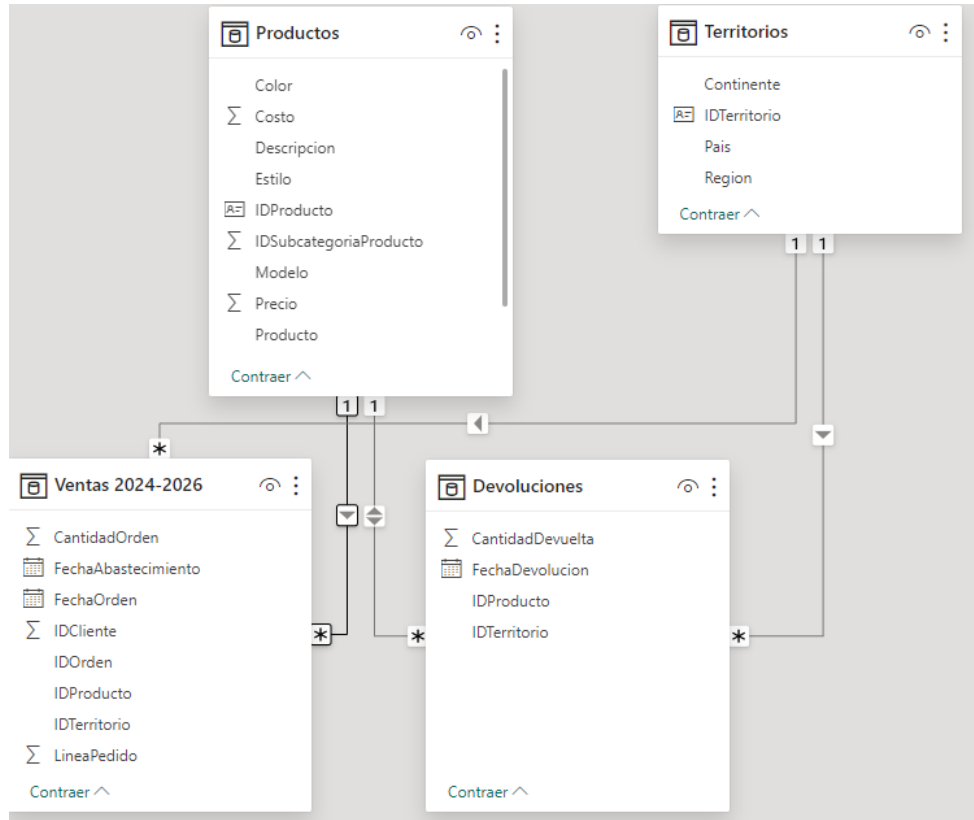 Productos
Color
Costo
Descripcion
Estilo
IDProducto
IDSubcategoriaProducto
Modelo
Precio
Producto
Contraer
Territorios
Continente
IDTerritorio
Pais
Region
Contraer
1 1
1 1
*
*
*
*
Ventas 2024-2026
CantidadOrden
FechaAbastecimiento
FechaOrden
IDCliente
IDOrden
IDProducto
IDTerritorio
LineaPedido
Contraer
Devoluciones
CantidadDevuelta
FechaDevolucion
IDProducto
IDTerritorio
Contraer